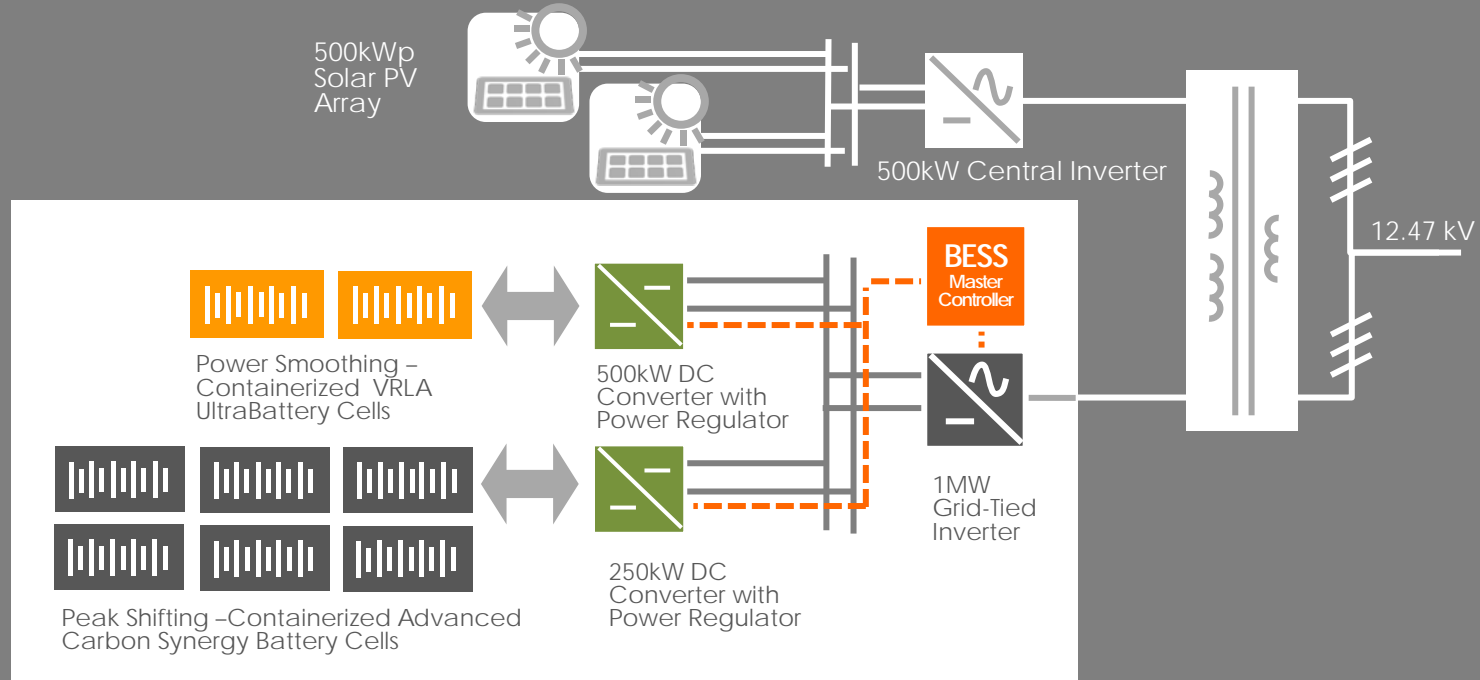 500kWp
Solar PV
Array
500kW Central Inverter
12.47 kV
BESS
Master
Controller
Power Smoothing –
Containerized VRLA
UltraBattery Cells
500kW DC
Converter with
Power Regulator
1MW
Grid-Tied
Inverter
Peak Shifting –Containerized Advanced
Carbon Synergy Battery Cells
250kW DC
Converter with
Power Regulator